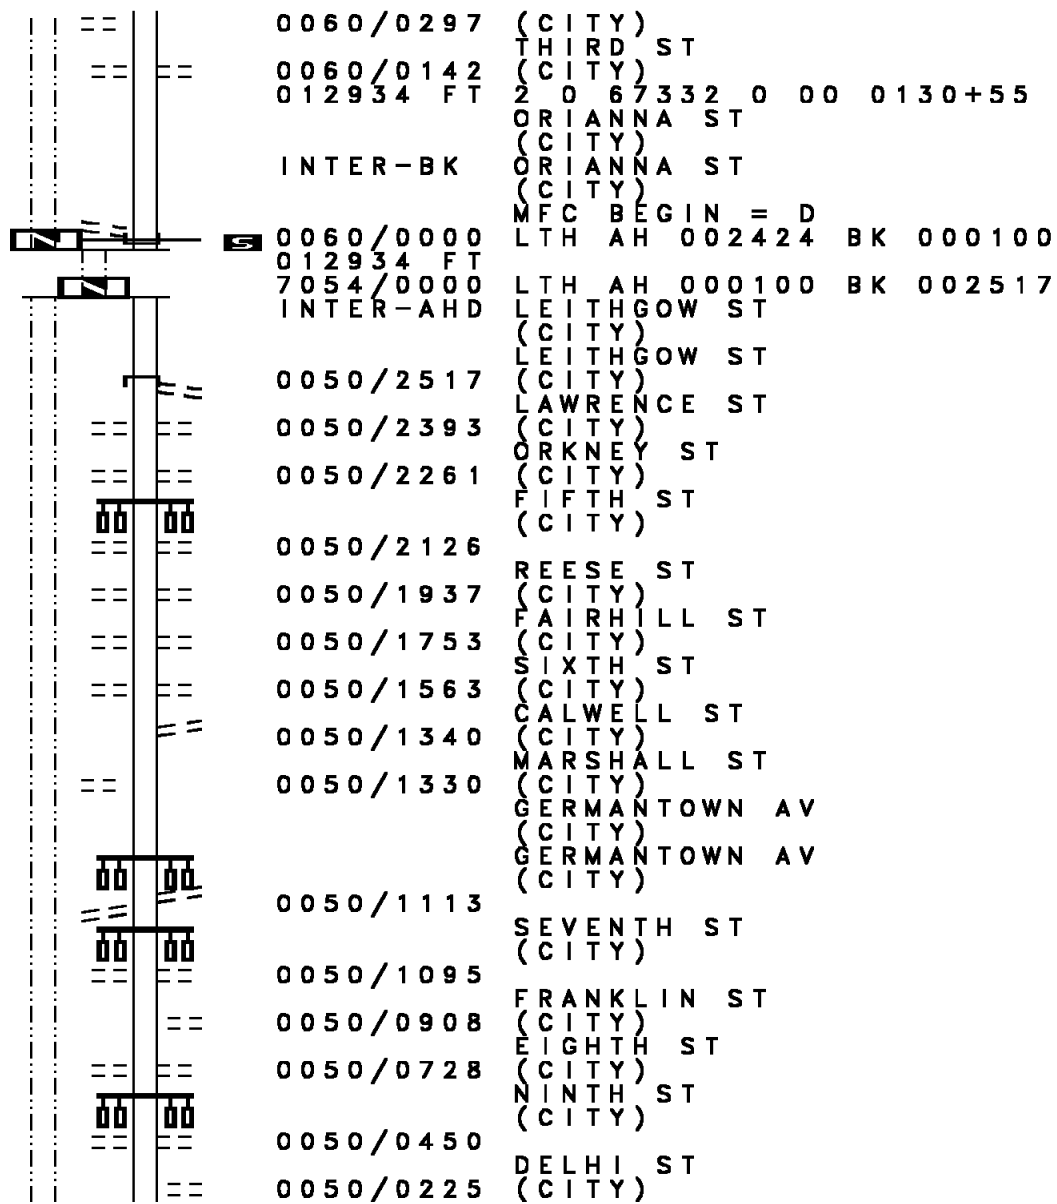 0060/0297 (CITY)
THIRD ST
0060/0142 (CITY)
012934 FT 2 0 67332 0 00 0130+55
ORIANNA ST
(CITY)
INTER-BK ORIANNA ST
(CITY)
MFC BEGIN = D
S 0060/0000 LTH AH 002424 BK 000100
012934 FT
7054/0000 LTH AH 000100 BK 002517
INTER-AHD LEITHGOW ST
(CITY)
LEITHGOW ST
0050/2517 (CITY)
LAWRENCE ST
0050/2393 (CITY)
ORKNEY ST
0050/2261 (CITY)
FIFTH ST
(CITY)
0050/2126
REESE ST
0050/1937 (CITY)
FAIRHILL ST
0050/1753 (CITY)
SIXTH ST
0050/1563 (CITY)
CALWELL ST
0050/1340 (CITY)
MARSHALL ST
0050/1330 (CITY)
GERMANTOWN AV
(CITY)
GERMANTOWN AV
(CITY)
0050/1113
SEVENTH ST
(CITY)
0050/1095
FRANKLIN ST
0050/0908 (CITY)
EIGHTH ST
0050/0728 (CITY)
NINTH ST
(CITY)
0050/0450
DELHI ST
0050/0225 (CITY)